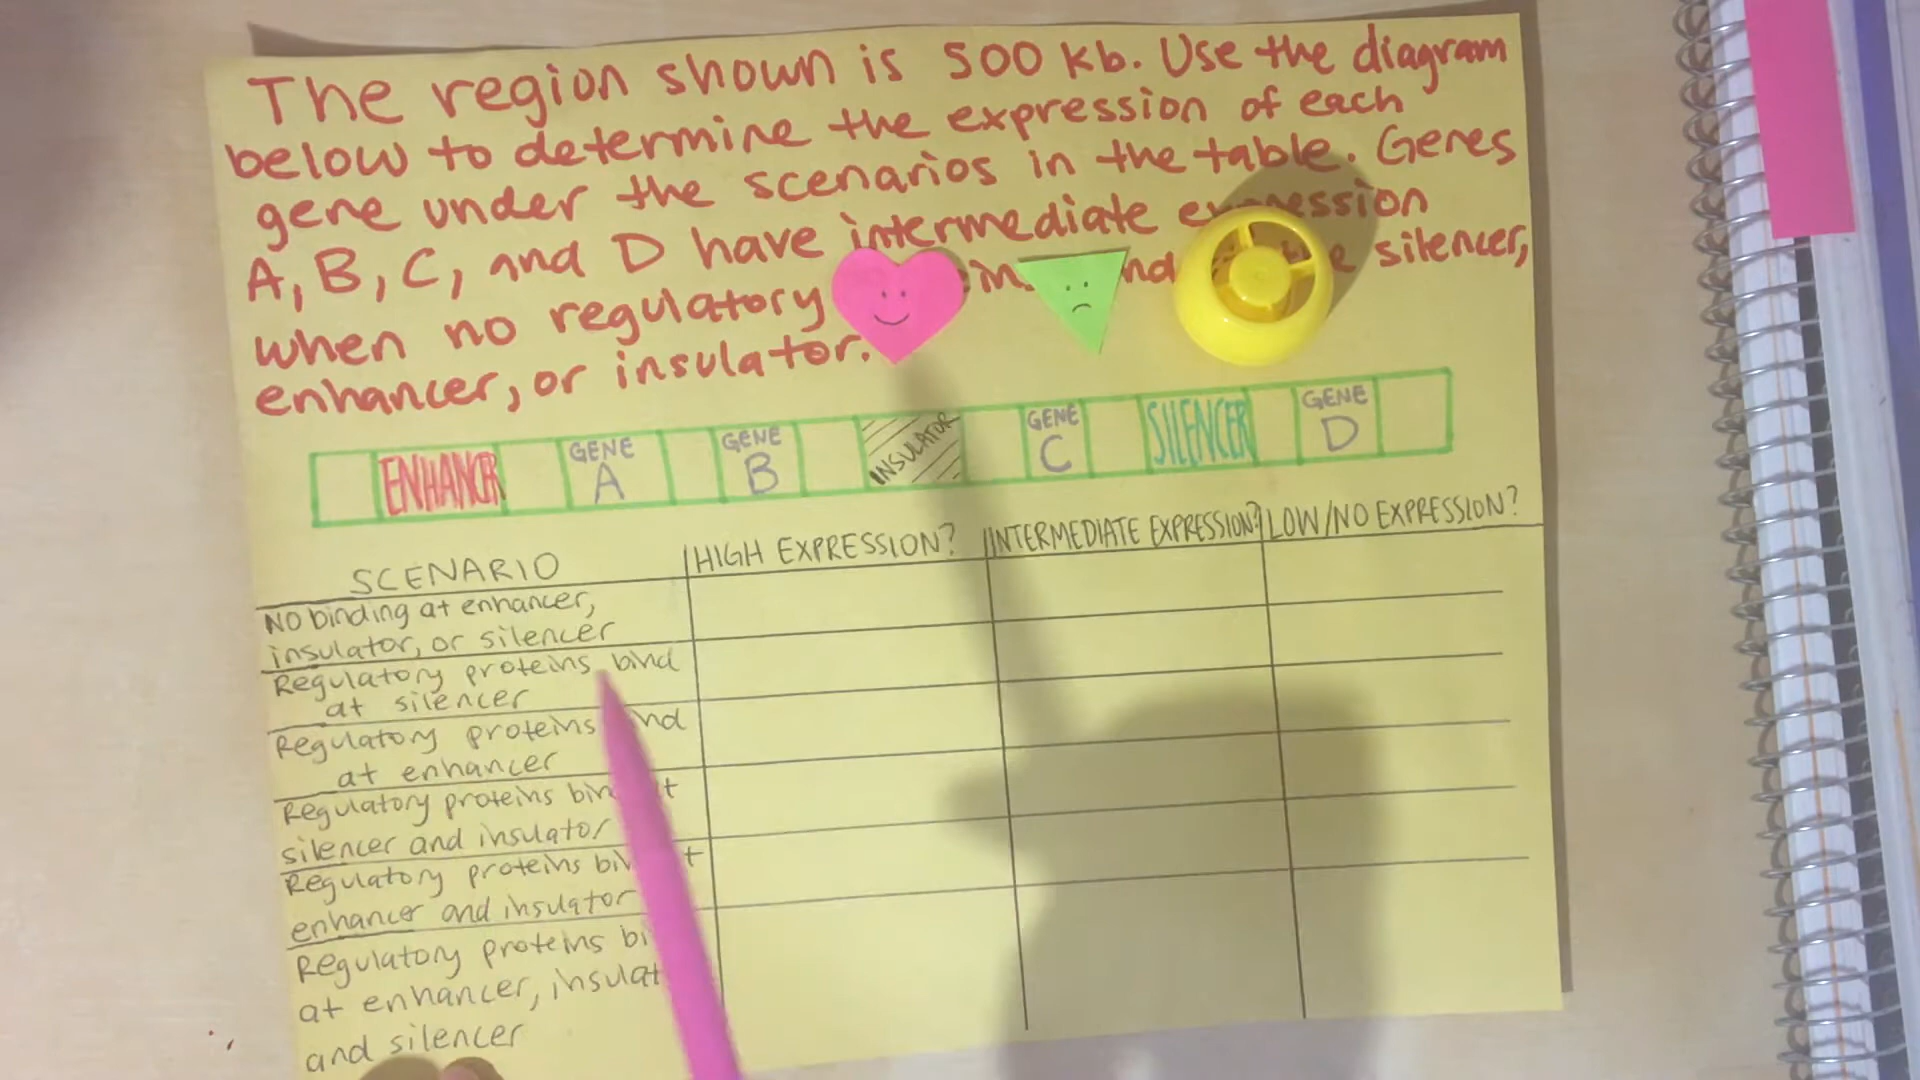 The region shown is 500 kb. Use the diagram
below to determine the expression of each
gene under the scenarios in the table. Genes
A, B, C, and D have intermediate
when no regulatory silencer,
enhancer, or insulator.
ENHANCER GENE A GENE B INSULATOR GENE C SILENCER GENE D
SCENARIO HIGH EXPRESSION? INTERMEDIATE EXPRESSION? LOW/NO EXPRESSION?
No binding at enhancer,
insulator, or silencer
Regulatory proteins bind
at silencer
Regulatory proteins
at enhancer
Regulatory proteins
silencer and insulator
Regulatory proteins
enhancer and insulator
Regulatory proteins
at enhancer,
and silencer